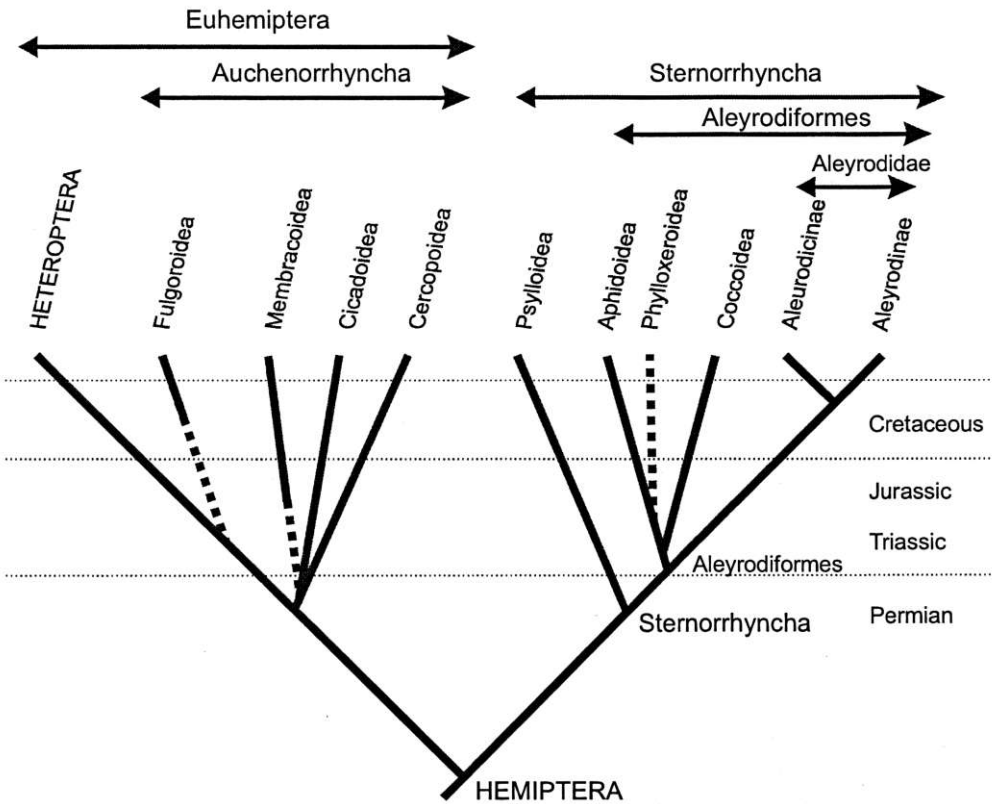 Euhemiptera
Auchenorrhyncha
Sternorrhyncha
Aleyrodiformes
Aleyrodidae
HETEROPTERA
Fulgoroidea
Membracoidea
Cicadoidea
Cercopoidea
Psylloidea
Aphidoidea
Phylloxeroidea
Coccoidea
Aleurodicinae
Aleyrodinae
Cretaceous
Jurassic
Triassic
Aleyrodiformes
Permian
Sternorrhyncha
HEMIPTERA